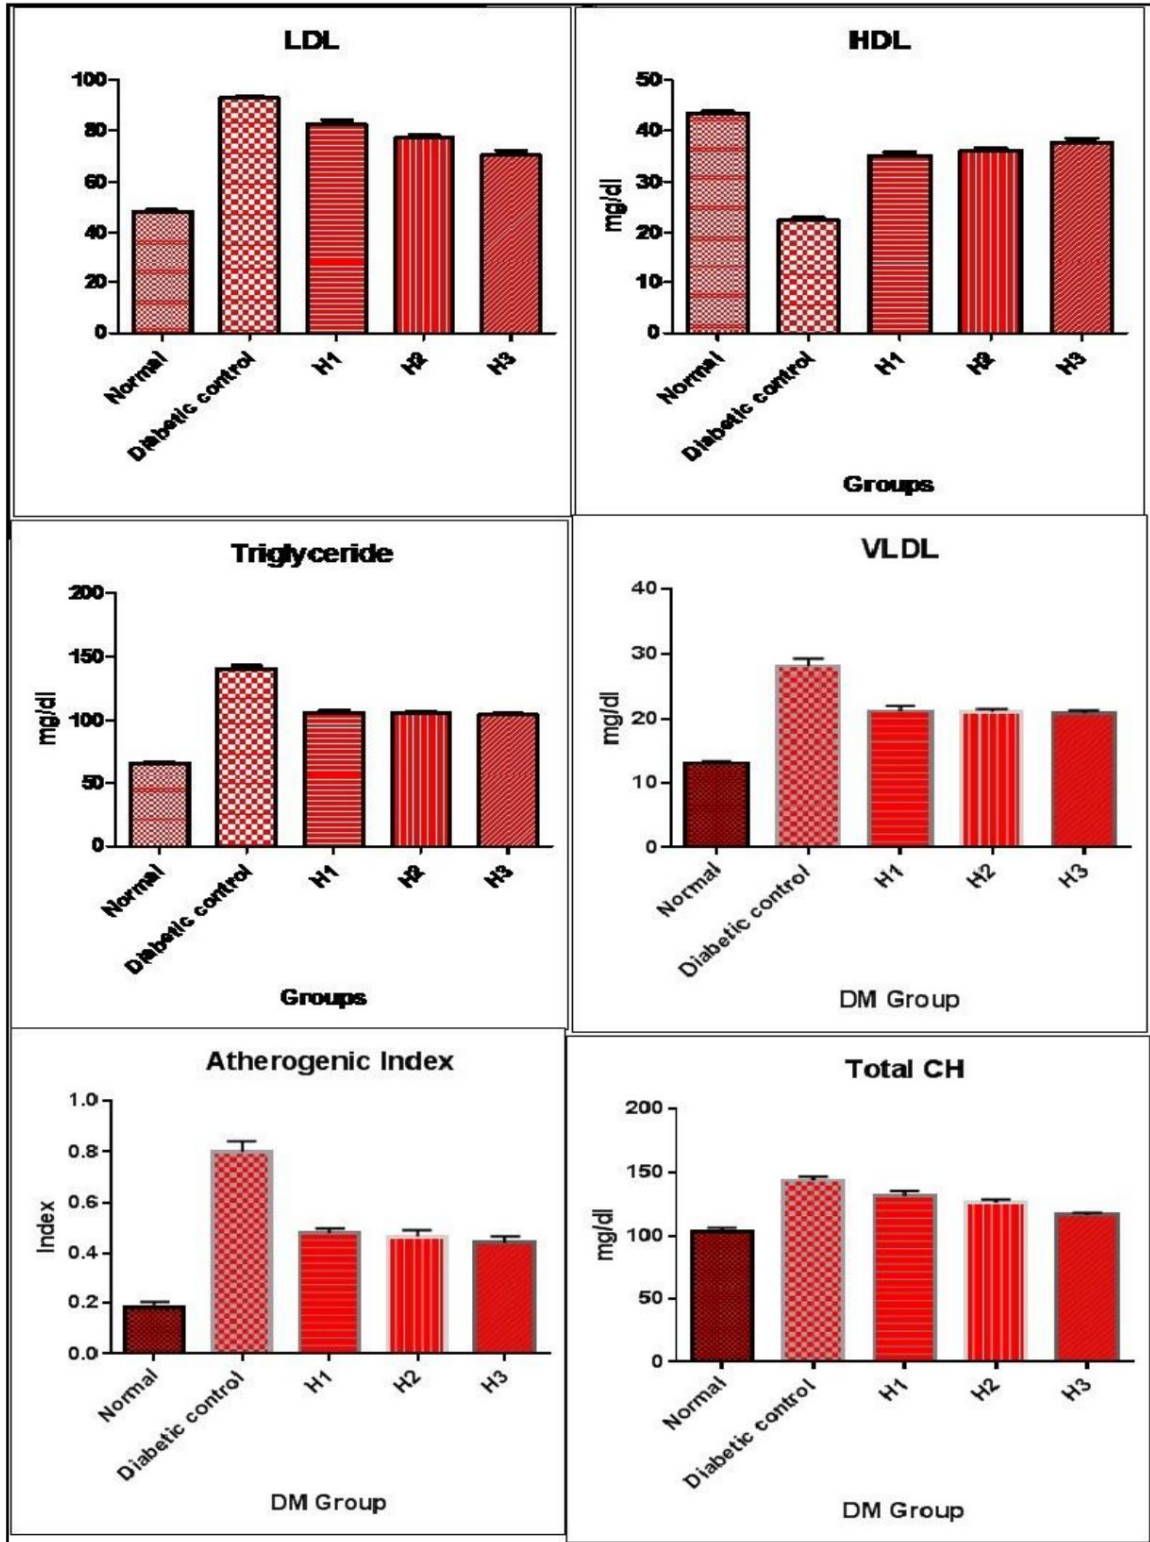 LDL
100
80
60
40
20
0
Normal
Diabetic control
H1
H2
H3
HDL
mg/dl
50
40
30
20
10
0
Normal
Diabetic control
H1
H2
H3
Groups
Triglyceride
mg/dl
200
150
100
50
0
Normal
Diabetic control
H1
H2
H3
Groups
VLDL
mg/dl
40
30
20
10
0
Normal
Diabetic control
H1
H2
H3
DM Group
Atherogenic Index
Index
1.0
0.8
0.6
0.4
0.2
0.0
Normal
Diabetic control
H1
H2
H3
DM Group
Total CH
mg/dl
200
150
100
50
0
Normal
Diabetic control
H1
H2
H3
DM Group